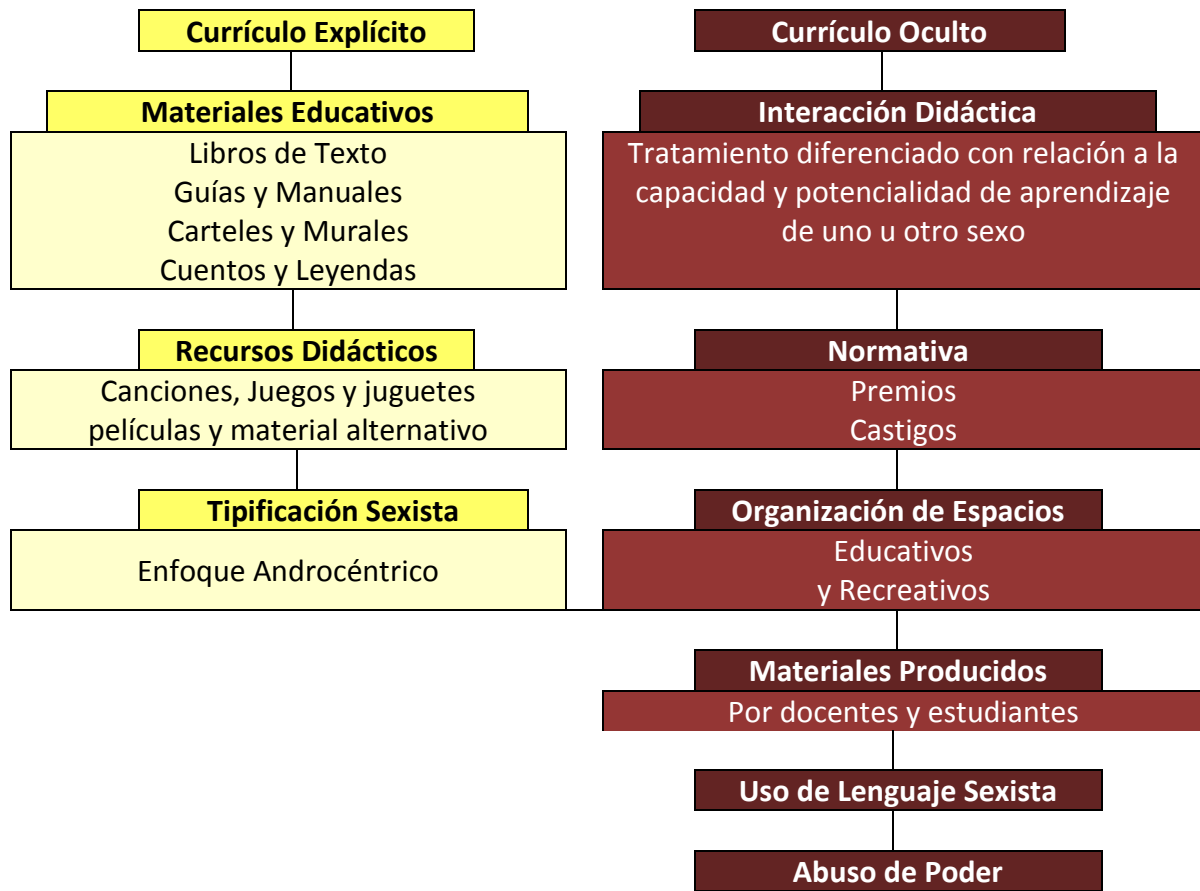 Currículo Explícito
Materiales Educativos
Libros de Texto
Guías y Manuales
Carteles y Murales
Cuentos y Leyendas
Recursos Didácticos
Canciones, Juegos y juguetes
películas y material alternativo
Tipificación Sexista
Enfoque Androcéntrico
Currículo Oculto
Interacción Didáctica
Tratamiento diferenciado con relación a la
capacidad y potencialidad de aprendizaje
de uno u otro sexo
Normativa
Premios
Castigos
Organización de Espacios
Educativos
y Recreativos
Materiales Producidos
Por docentes y estudiantes
Uso de Lenguaje Sexista
Abuso de Poder